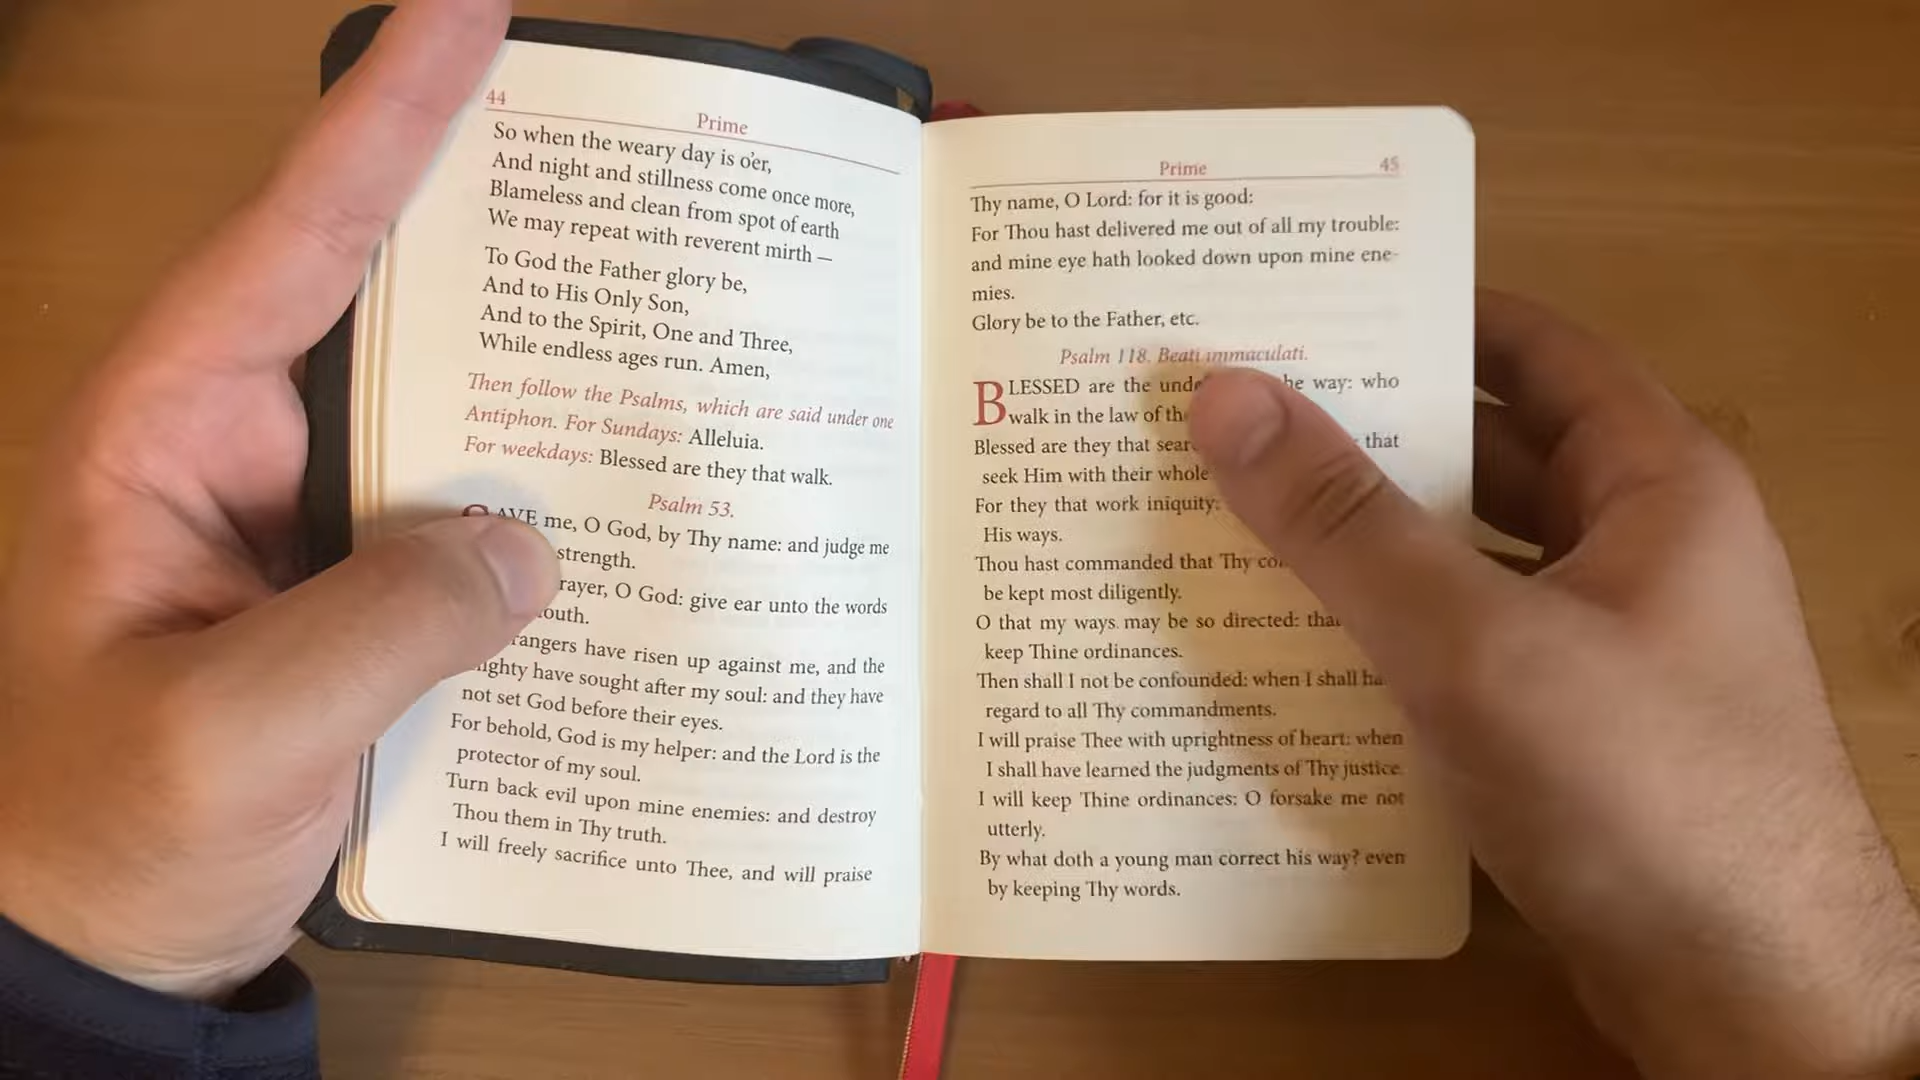 44
Prime
So when the weary day is o'er,
And night and stillness come once more,
Blameless and clean from spot of earth
We may repeat with reverent mirth —
To God the Father glory be,
And to His Only Son,
And to the Spirit, One and Three,
While endless ages run. Amen,
Then follow the Psalms, which are said under one
Antiphon. For Sundays: Alleluia.
For weekdays: Blessed are they that walk.
Psalm 53.
me, O God, by Thy name: and judge me
strength.
O God: give ear unto the words
have risen up against me, and the
have sought after my soul: and they have
not set God before their eyes.
For behold, God is my helper: and the Lord is the
protector of my soul.
Turn back evil upon mine enemies: and destroy
Thou them in Thy truth.
I will freely sacrifice unto Thee, and will praise
Prime 45
Thy name, O Lord: for it is good:
For Thou hast delivered me out of all my trouble:
and mine eye hath looked down upon mine ene-
mies.
Glory be to the Father, etc.
Psalm 118. Beati immaculati.
BLESSED are the way: who
walk in the law of
Blessed are they that that
seek Him with their whole
For they that work iniquity:
His ways.
Thou hast commanded that Thy
be kept most diligently.
O that my ways may be so directed:
keep Thine ordinances.
Then shall I not be confounded: when I shall
regard to all Thy commandments.
I will praise Thee with uprightness of heart: when
I shall have learned the judgments of Thy justice.
I will keep Thine ordinances: O forsake me not
utterly.
By what doth a young man correct his way? even
by keeping Thy words.